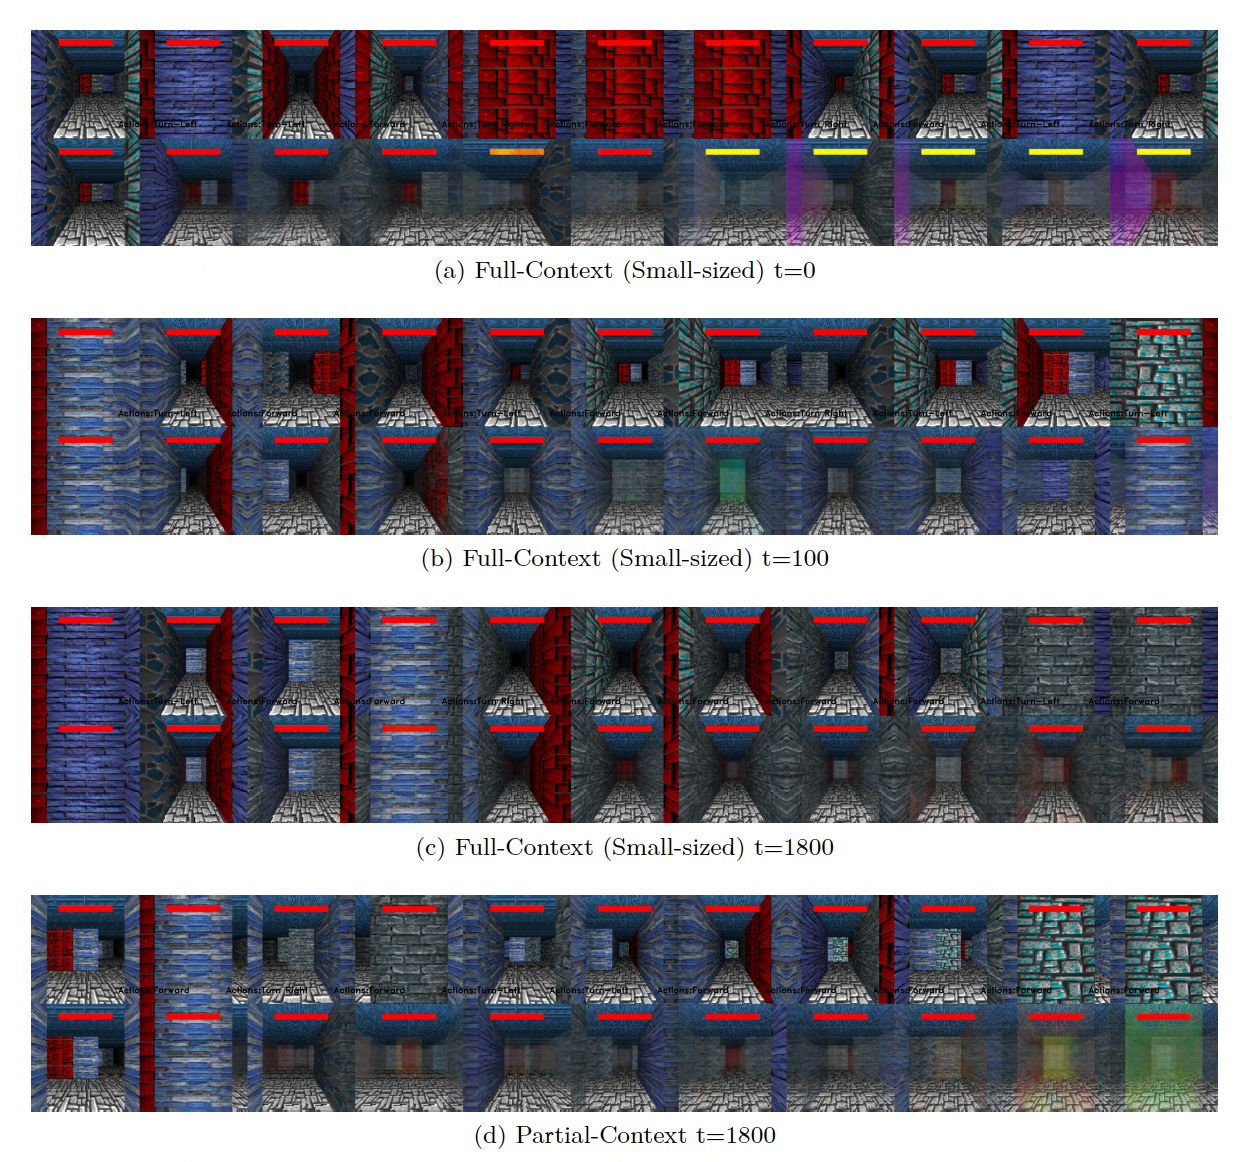 Actions:Turn-Left Actions:Turn-Left Actions:Forward Actions:Turn Right Actions:Forward Actions:Forward Actions:Turn Right Actions:Forward Actions:Turn-Left Actions:Turn Right
(a) Full-Context (Small-sized) t=0
Actions:Turn-Left Actions:Forward Actions:Forward Actions:Turn-Left Actions:Forward Actions:Forward Actions:Turn Right Actions:Turn-Left Actions:Forward Actions:Turn-Left
(b) Full-Context (Small-sized) t=100
Actions:Turn-Left Actions:Forward Actions:Forward Actions:Turn Right Actions:Forward Actions:Forward Actions:Forward Actions:Forward Actions:Turn-Left Actions:Forward
(c) Full-Context (Small-sized) t=1800
Actions:Forward Actions:Turn Right Actions:Forward Actions:Turn-Left Actions:Turn-Left Actions:Forward Actions:Forward Actions:Turn-Left Actions:Forward Actions:Forward
(d) Partial-Context t=1800